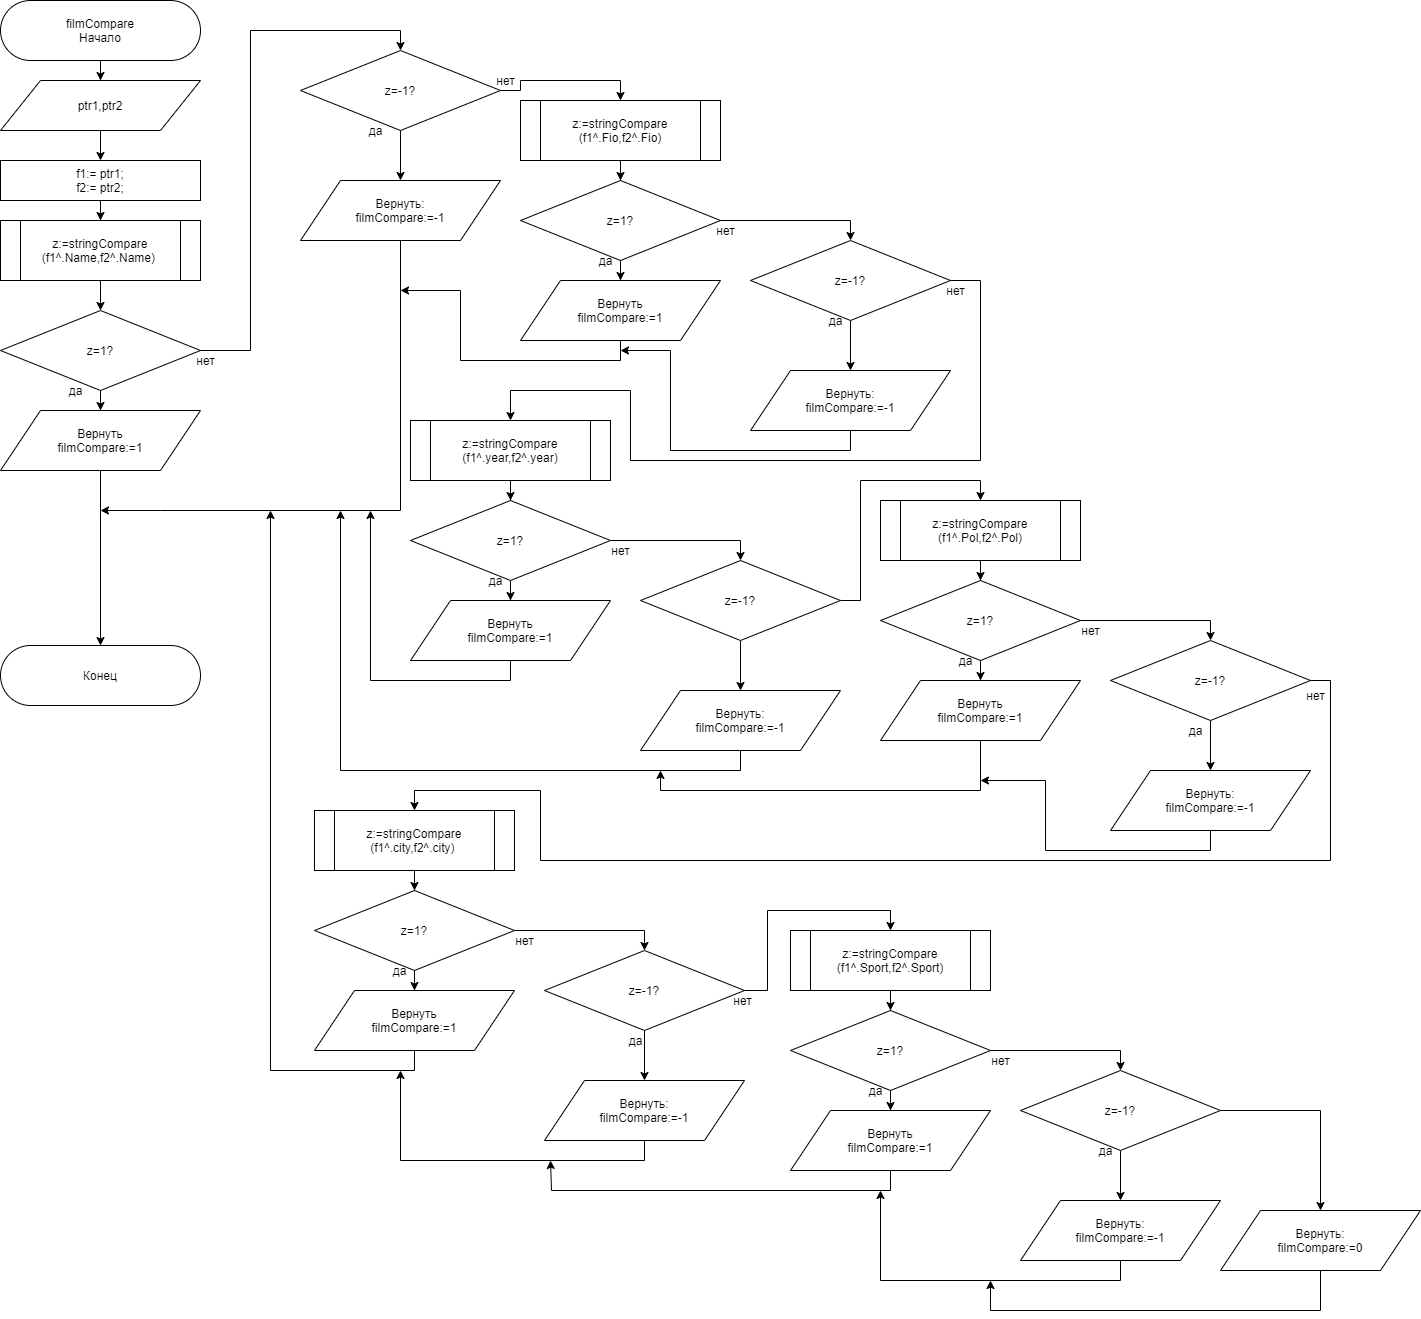 filmCompare
Начало
ptr1,ptr2
f1:= ptr1;
f2:= ptr2;
z:=stringCompare
(f1^.Name,f2^.Name)
z=1?
нет
да
Вернуть
filmCompare:=1
Конец
z=-1?
нет
да
Вернуть:
filmCompare:=-1
z:=stringCompare
(f1^.Fio,f2^.Fio)
z=1?
нет
да
Вернуть
filmCompare:=1
z=-1?
нет
да
Вернуть:
filmCompare:=-1
z:=stringCompare
(f1^.year,f2^.year)
z=1?
нет
да
Вернуть
filmCompare:=1
z=-1?
Вернуть:
filmCompare:=-1
z:=stringCompare
(f1^.Pol,f2^.Pol)
z=1?
нет
да
Вернуть
filmCompare:=1
z=-1?
нет
да
Вернуть:
filmCompare:=-1
z:=stringCompare
(f1^.city,f2^.city)
z=1?
нет
да
Вернуть
filmCompare:=1
z=-1?
нет
да
Вернуть:
filmCompare:=-1
z:=stringCompare
(f1^.Sport,f2^.Sport)
z=1?
нет
да
Вернуть
filmCompare:=1
z=-1?
да
Вернуть:
filmCompare:=-1
Вернуть:
filmCompare:=0